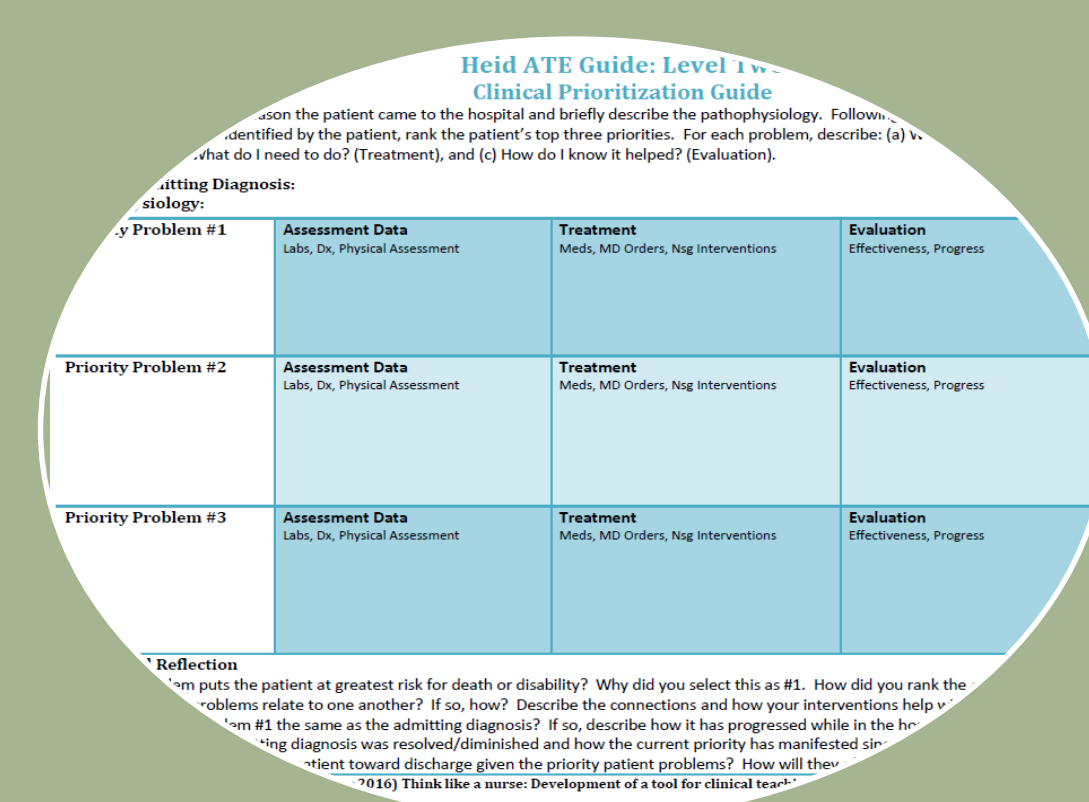 Heid ATE Guide: Level Two
Clinical Prioritization Guide
the patient came to the hospital and briefly describe the pathophysiology.
identified by the patient, rank the patient's top three priorities. For each problem, describe: (a)
What do I need to do? (Treatment), and (c) How do I know it helped? (Evaluation).
Diagnosis:
Problem #1
Assessment Data
Labs, Dx, Physical Assessment
Treatment
Meds, MD Orders, Nsg Interventions
Evaluation
Effectiveness, Progress
Priority Problem #2
Assessment Data
Labs, Dx, Physical Assessment
Treatment
Meds, MD Orders, Nsg Interventions
Evaluation
Effectiveness, Progress
Priority Problem #3
Assessment Data
Labs, Dx, Physical Assessment
Treatment
Meds, MD Orders, Nsg Interventions
Evaluation
Effectiveness, Progress
Reflection
puts the patient at greatest risk for death or disability? Why did you select this as #1. How did you rank the
problems relate to one another? If so, how? Describe the connections and how your interventions help
#1 the same as the admitting diagnosis? If so, describe how it has progressed while in the
diagnosis was resolved/diminished and how the current priority has manifested
toward discharge given the priority patient problems? How will they
2016) Think like a nurse: Development of a tool for clinical